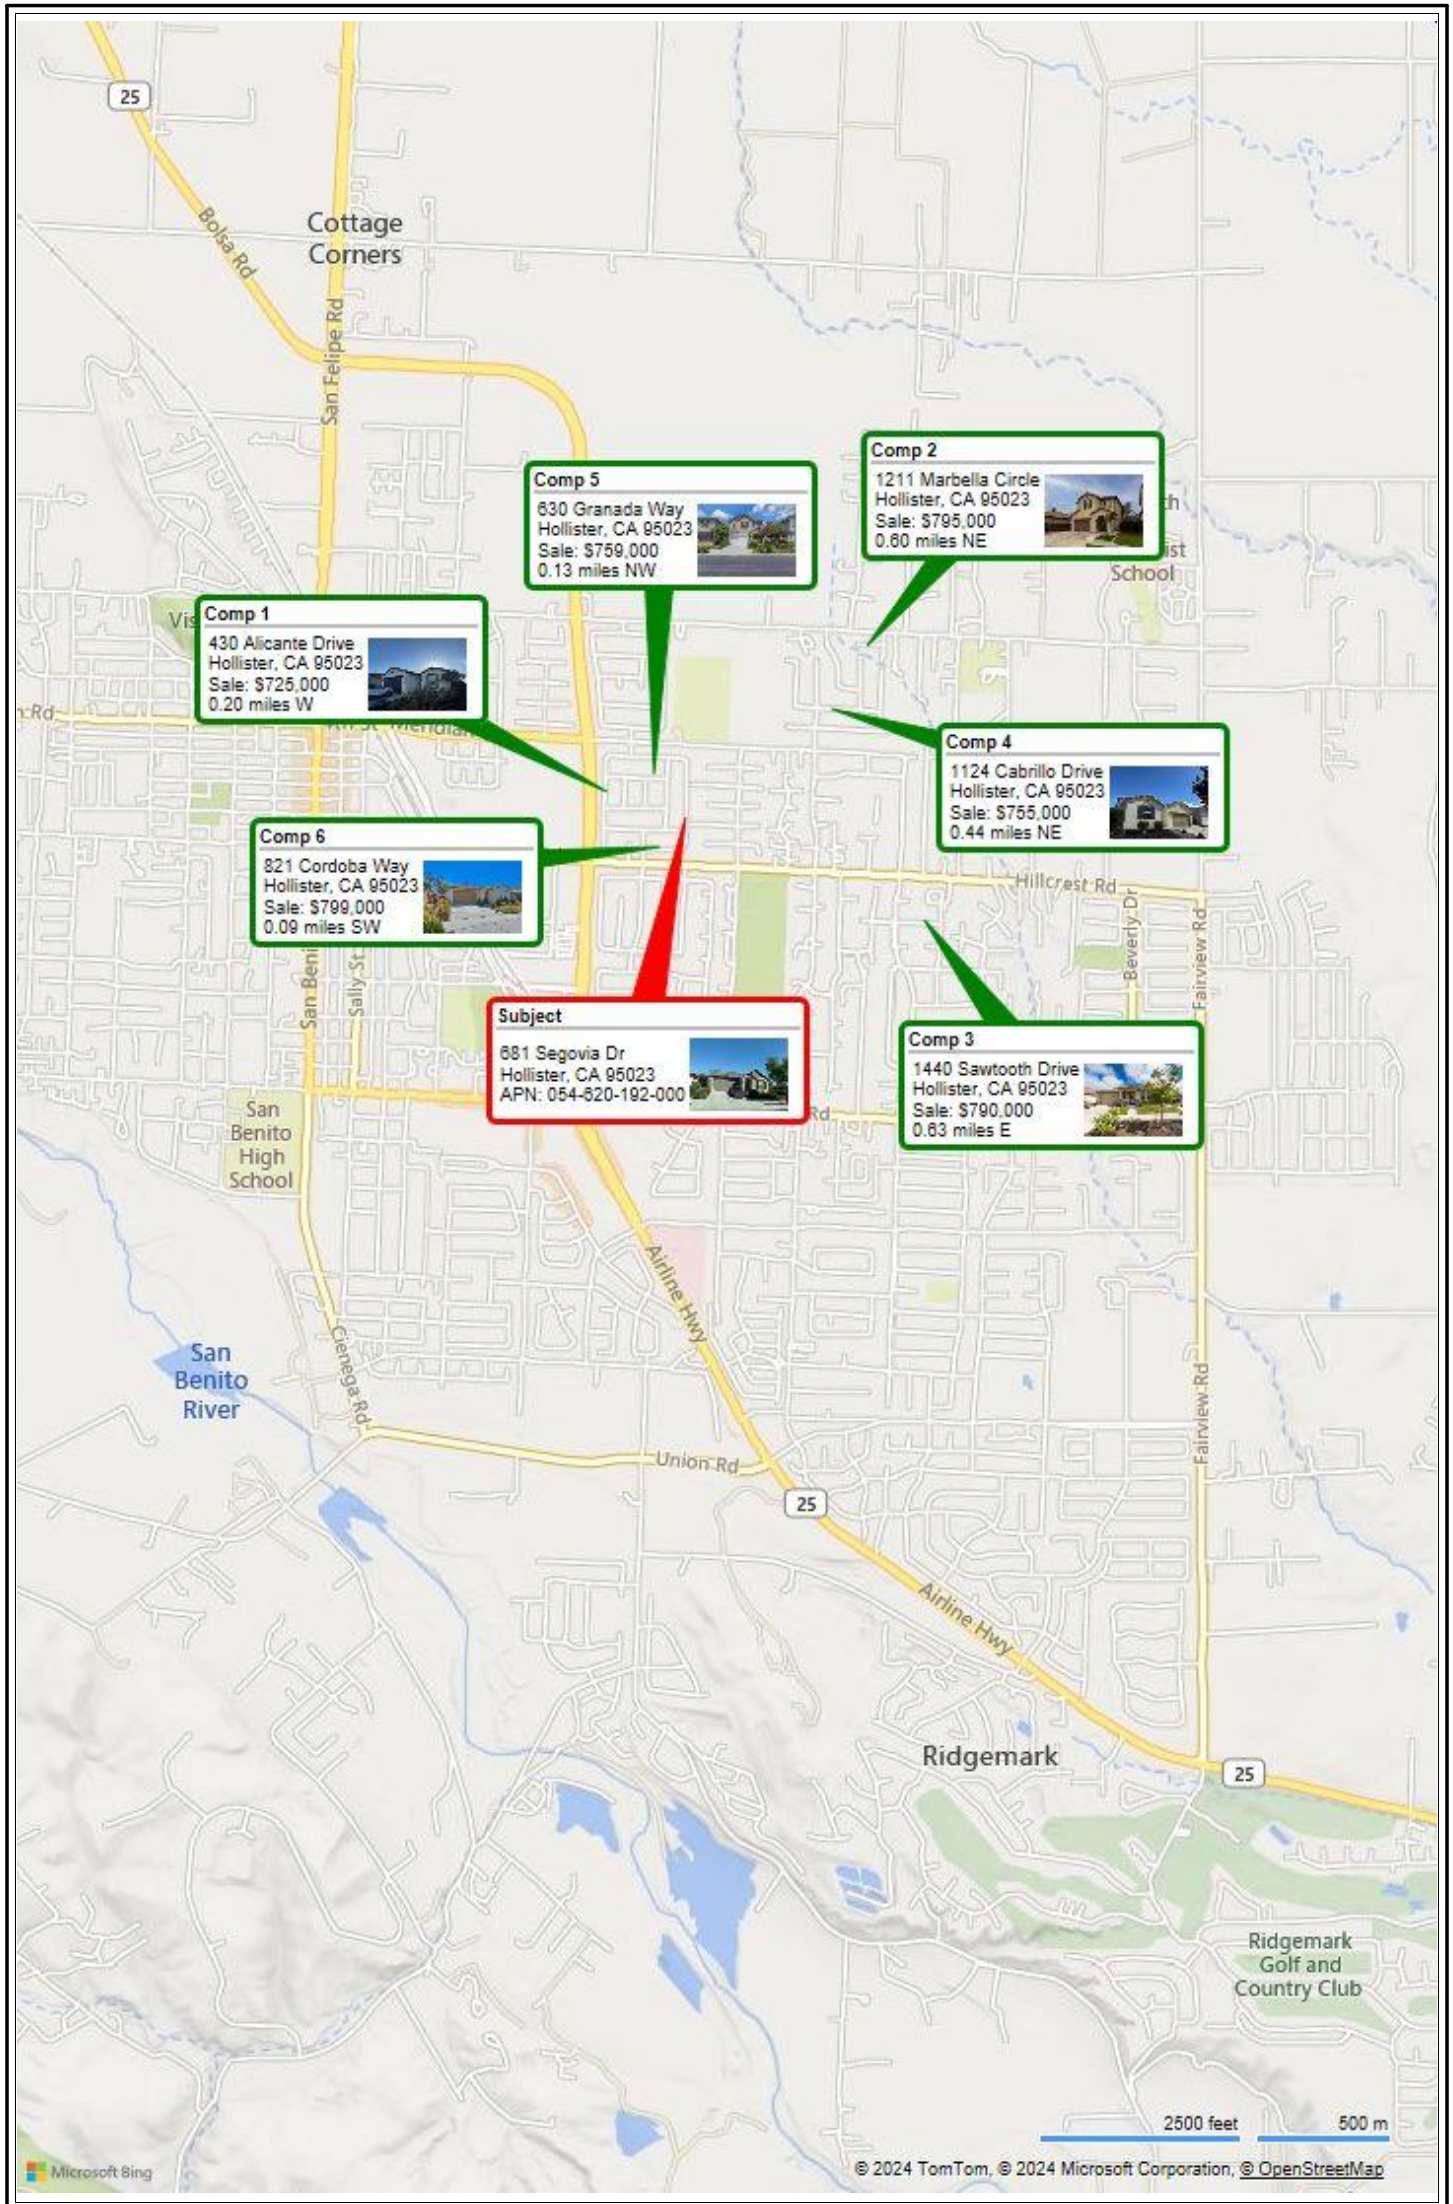 25
Bolsa Rd
Cottage
Corners
San Felipe Rd
Comp 2
1211 Marbella Circle
Hollister, CA 95023
Sale: $795,000
0.60 miles NE
Comp 5
630 Granada Way
Hollister, CA 95023
Sale: $759,000
0.13 miles NW
School
Comp 1
430 Alicante Drive
Hollister, CA 95023
Sale: $725,000
0.20 miles W
Rd
Meridian
Comp 4
1124 Cabrillo Drive
Hollister, CA 95023
Sale: $755,000
0.44 miles NE
Comp 6
821 Cordoba Way
Hollister, CA 95023
Sale: $799,000
0.09 miles SW
Hillcrest Rd
Beverly Dr
Fairview Rd
San Beni
Sally St
Subject
681 Segovia Dr
Hollister, CA 95023
APN: 054-620-192-000
Comp 3
1440 Sawtooth Drive
Hollister, CA 95023
Sale: $790,000
0.63 miles E
Rd
San
Benito
High
School
Airline Hwy
Cienega Rd
San
Benito
River
Fairview Rd
Union Rd
25
Airline Hwy
Ridgemark
25
Ridgemark
Golf and
Country Club
2500 feet 500 m
Microsoft Bing
© 2024 TomTom, © 2024 Microsoft Corporation, © OpenStreetMap